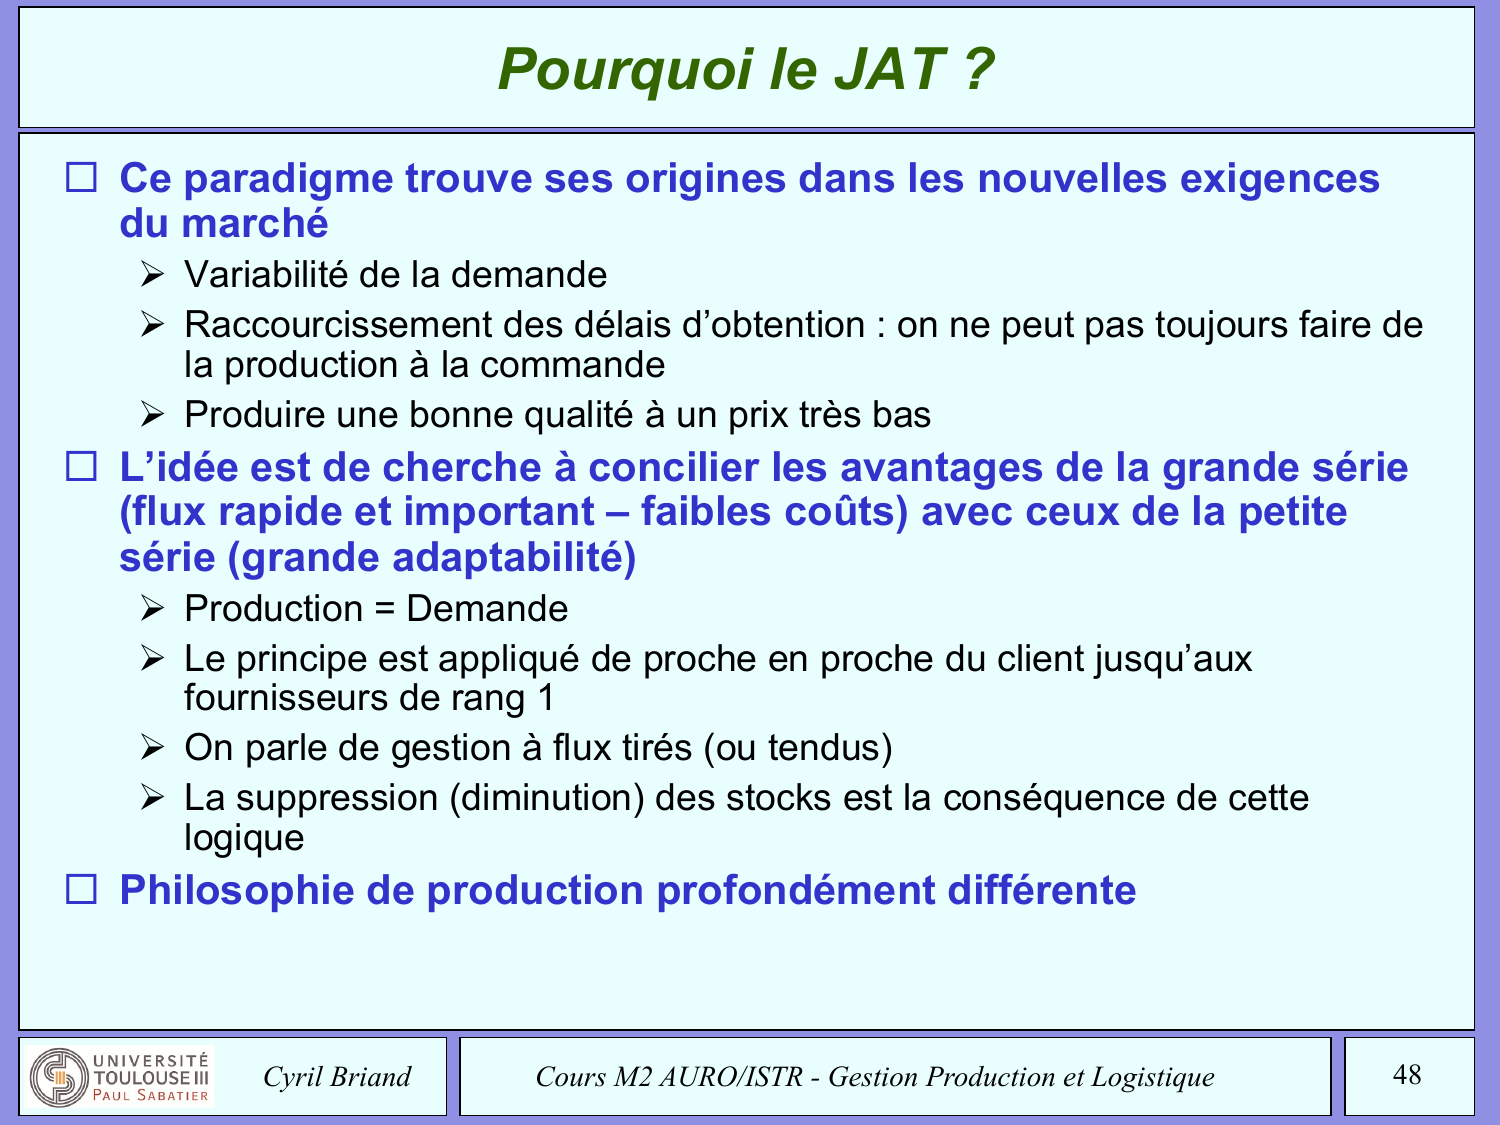 Pourquoi le JAT ?
Ce paradigme trouve ses origines dans les nouvelles exigences
du marché
Variabilité de la demande
Raccourcissement des délais d’obtention : on ne peut pas toujours faire de
la production à la commande
Produire une bonne qualité à un prix très bas
L’idée est de cherche à concilier les avantages de la grande série
(flux rapide et important – faibles coûts) avec ceux de la petite
série (grande adaptabilité)
Production = Demande
Le principe est appliqué de proche en proche du client jusqu’aux
fournisseurs de rang 1
On parle de gestion à flux tirés (ou tendus)
La suppression (diminution) des stocks est la conséquence de cette
logique
Philosophie de production profondément différente
UNIVERSITÉ
TOULOUSE III
PAUL SABATIER
Cyril Briand
Cours M2 AURO/ISTR - Gestion Production et Logistique
48